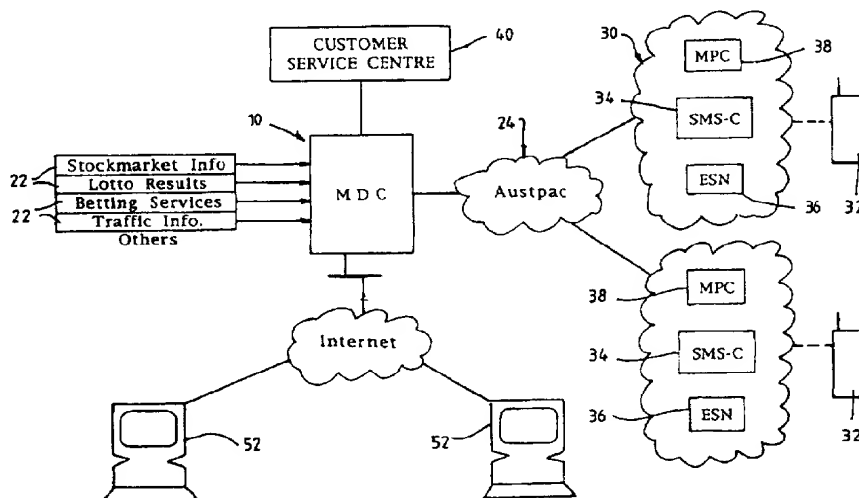 CUSTOMER
SERVICE CENTRE
40
30
MPC
38
34
SMS-C
10
24
22
Stockmarket Info
Lotto Results
22
Betting Services
Traffic Info.
Others
MDC
Austpac
ESN
36
32
38
MPC
Internet
34
SMS-C
36
ESN
52
52
32